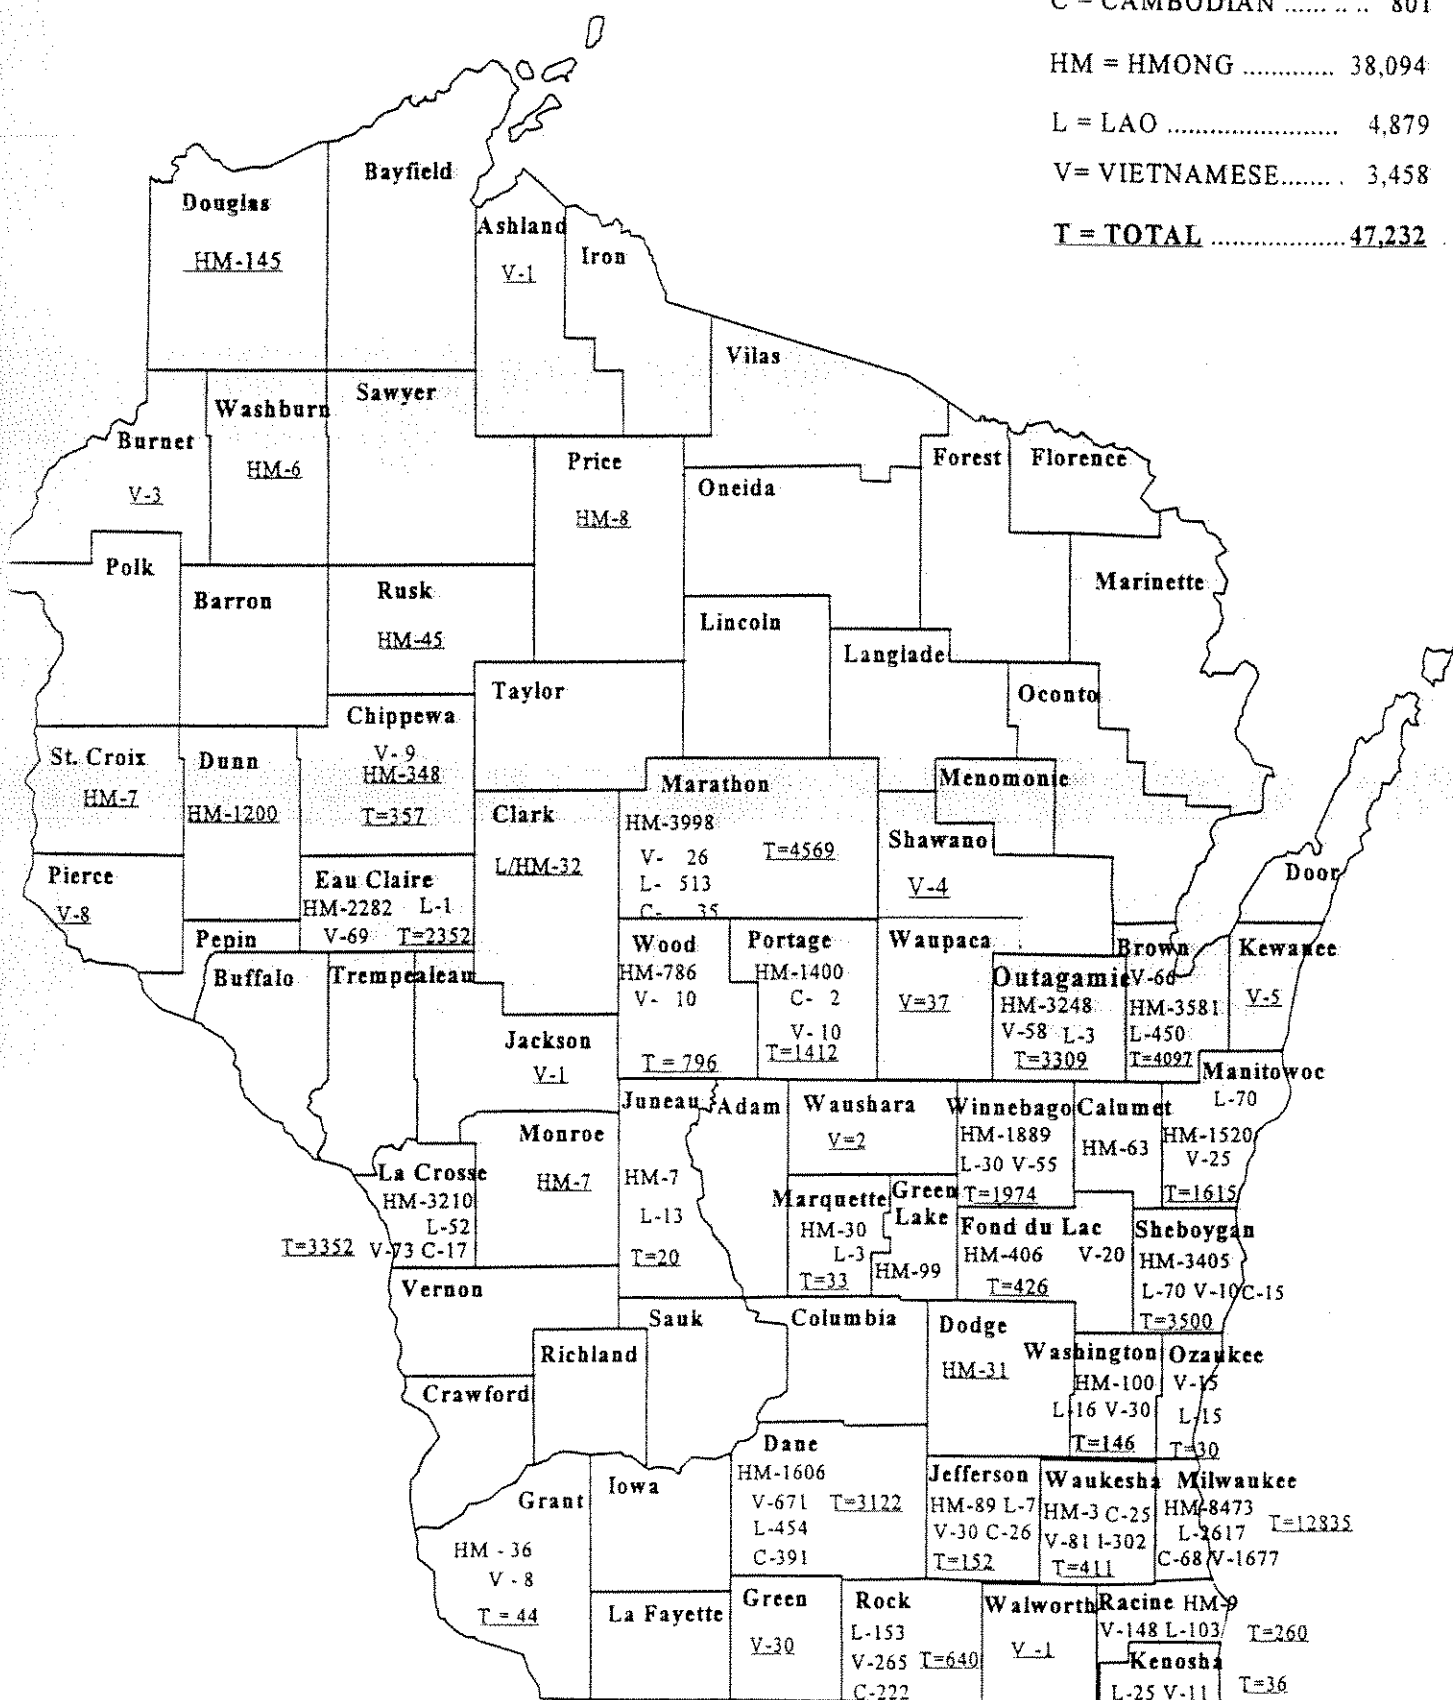 C = CAMBODIAN ...... .. .. 801
HM = HMONG ............. 38,094
L = LAO ........................ 4,879
V= VIETNAMESE....... . 3,458
T = TOTAL ...................47,232
Bayfield
Douglas
HM-145
Ashland
V-1
Iron
Vilas
Sawyer
Washburn
HM-6
Burnet
V-3
Price
HM-8
Oneida
Forest
Florence
Polk
Barron
Rusk
HM-45
Marinette
Lincoln
Langlade
Taylor
Oconto
Chippewa
V- 9
HM-348
T=357
St. Croix
HM-7
Dunn
HM-1200
Marathon
HM-3998
V- 26
L- 513
C- 35
T=4569
Menomonie
Clark
L/HM-32
Shawano
V-4
Pierce
V-8
Eau Claire
HM-2282 L-1
V-69 T=2352
Door
Pepin
Buffalo
Trempealeau
Wood
HM-786
V- 10
T = 796
Portage
HM-1400
C- 2
V- 10
T=1412
Waupaca
V=37
Outagamie
HM-3248
V-58 L-3
T=3309
Brown
V-66
HM-3581
L-450
T=4097
Kewanee
V-5
Jackson
V-1
Manitowoc
L-70
HM-1520
V-25
T=1615
Juneau
HM-7
L-13
T=20
Adam
Waushara
V=2
Winnebago
HM-1889
L-30 V-55
T=1974
Calumet
HM-63
Monroe
HM-7
La Crosse
HM-3210
L-52
T=3352 V-73 C-17
Marquette
HM-30
L-3
T=33
Green
Lake
HM-99
Fond du Lac
HM-406 V-20
T=426
Sheboygan
HM-3405
L-70 V-10C-15
T=3500
Vernon
Sauk
Columbia
Dodge
HM-31
Richland
Washington
HM-100
L-16 V-30
T=146
Ozaukee
V-15
L-15
T=30
Crawford
Dane
HM-1606
V-671 T=3122
L-454
C-391
Jefferson
HM-89 L-7
V-30 C-26
T=152
Waukesha
HM-3 C-25
V-81 l-302
T=411
Milwaukee
HM-8473
L-2617 T=12835
C-68 V-1677
Grant
HM - 36
V - 8
T = 44
Iowa
La Fayette
Green
V-30
Rock
L-153
V-265 T=640
C-222
Walworth
V -1
Racine HM-9
V-148 L-103 T=260
Kenosha
L-25 V-11 T=36